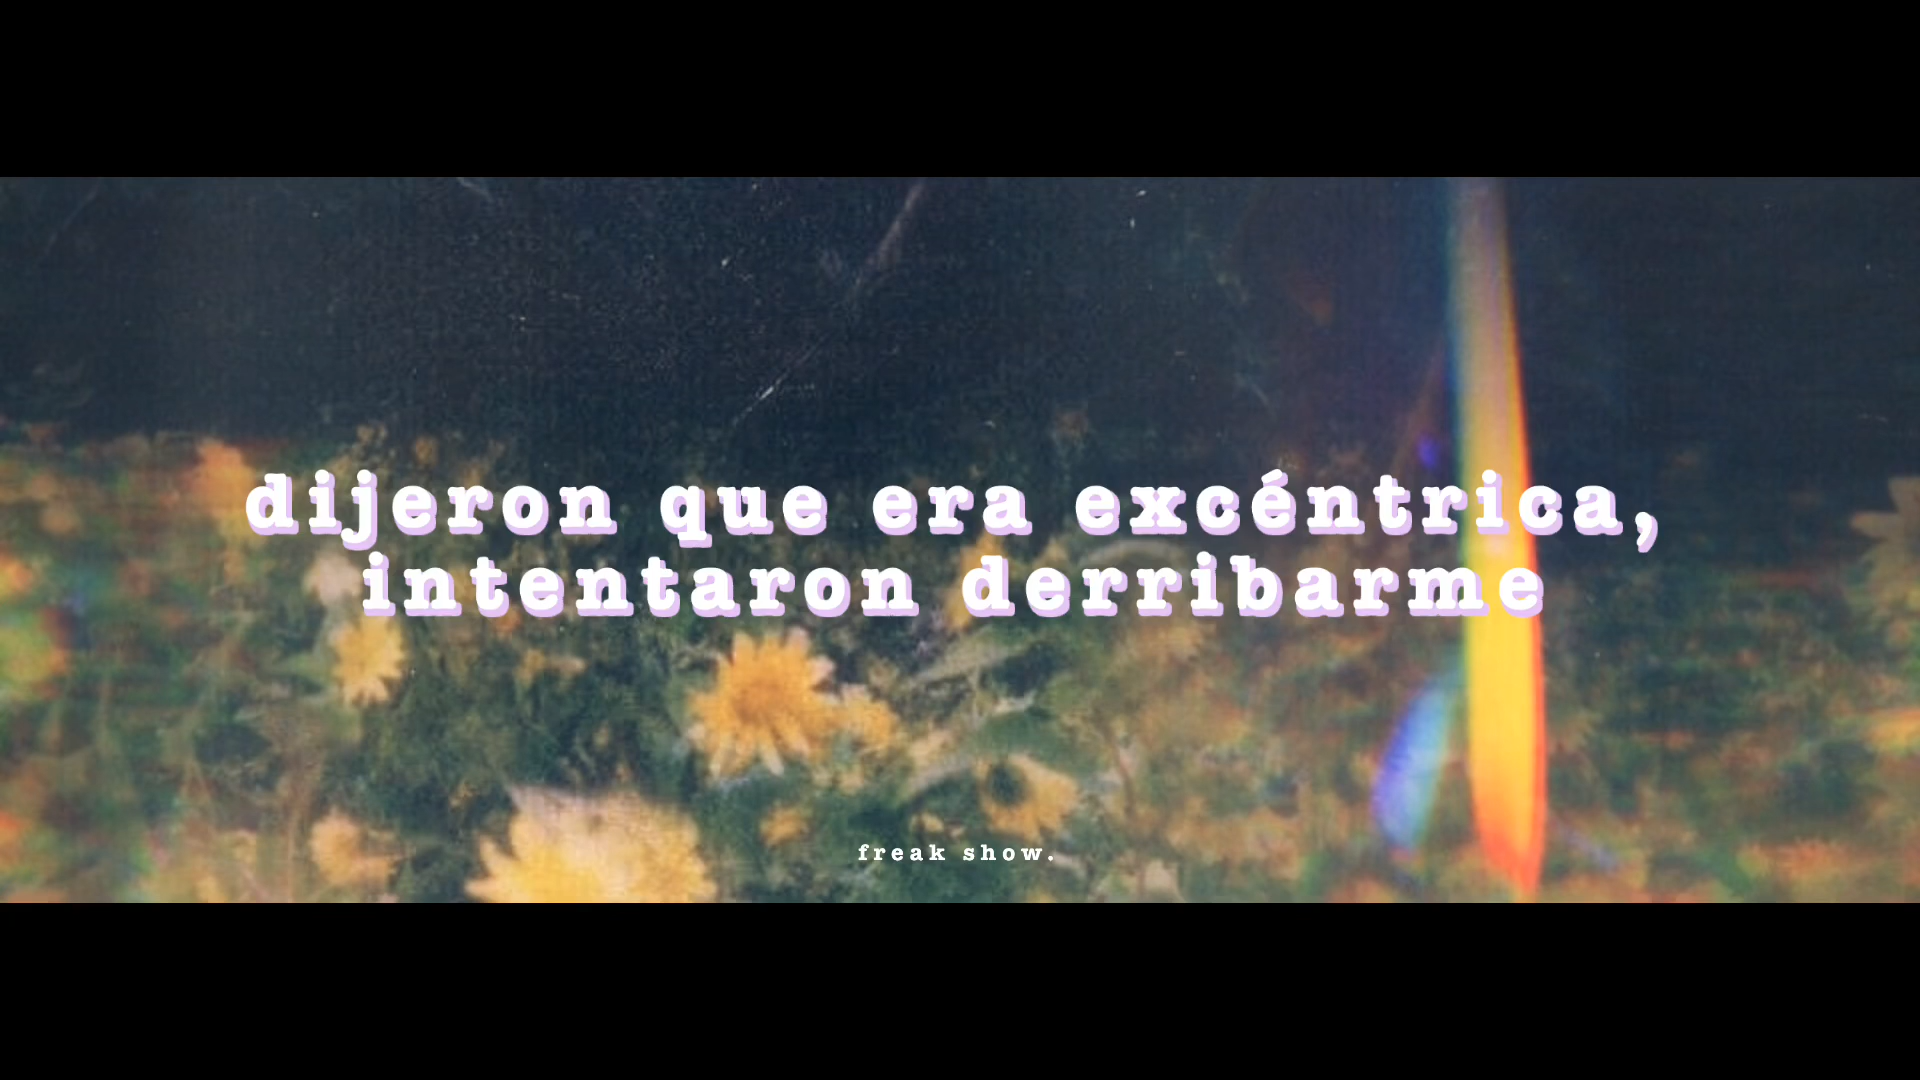 dijeron que era excéntrica,
intentaron derribarme
freak show.